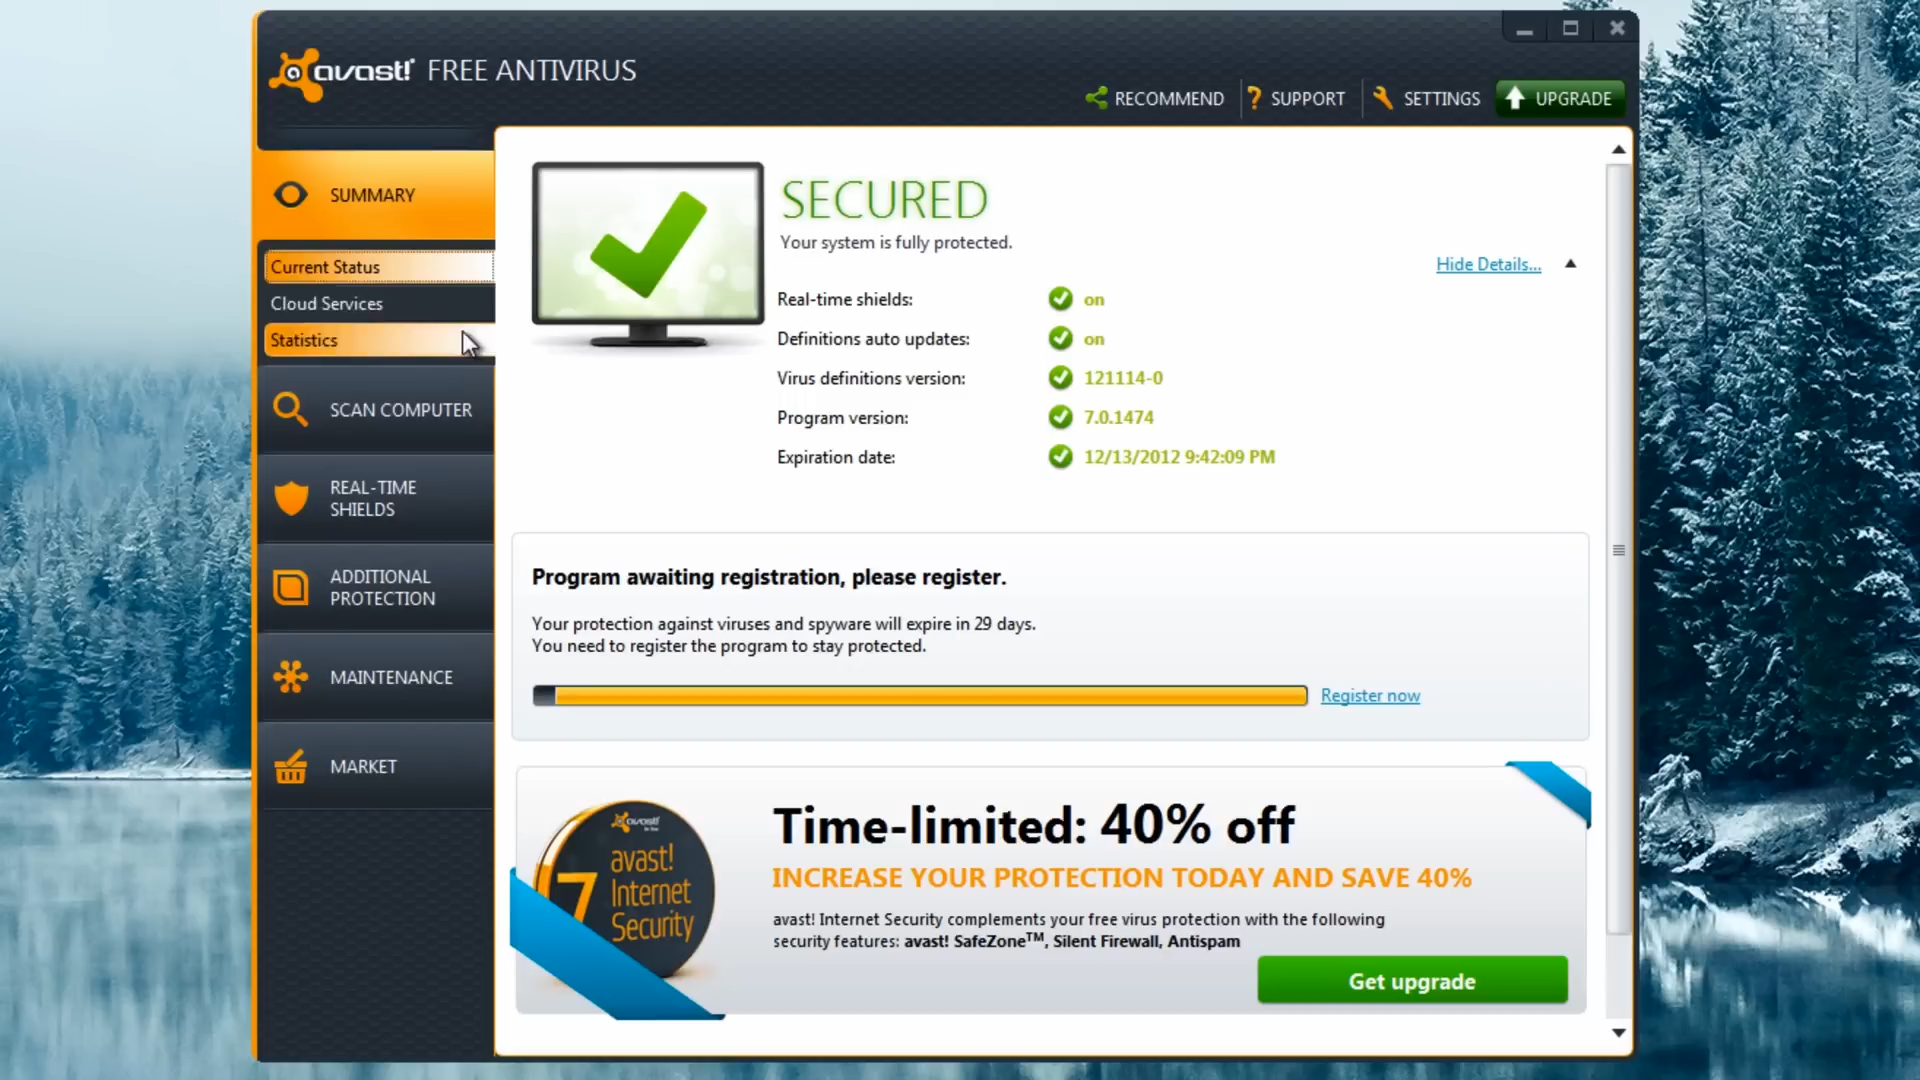 avast! FREE ANTIVIRUS
RECOMMEND
SUPPORT
SETTINGS
UPGRADE
SUMMARY
Current Status
Cloud Services
Statistics
SCAN COMPUTER
REAL-TIME
SHIELDS
ADDITIONAL
PROTECTION
MAINTENANCE
MARKET
SECURED
Your system is fully protected.
Hide Details...
Real-time shields: on
Definitions auto updates: on
Virus definitions version: 121114-0
Program version: 7.0.1474
Expiration date: 12/13/2012 9:42:09 PM
Program awaiting registration, please register.
Your protection against viruses and spyware will expire in 29 days.
You need to register the program to stay protected.
Register now
avast!
7
avast!
Internet
Security
Time-limited: 40% off
INCREASE YOUR PROTECTION TODAY AND SAVE 40%
avast! Internet Security complements your free virus protection with the following
security features: avast! SafeZone™, Silent Firewall, Antispam
Get upgrade